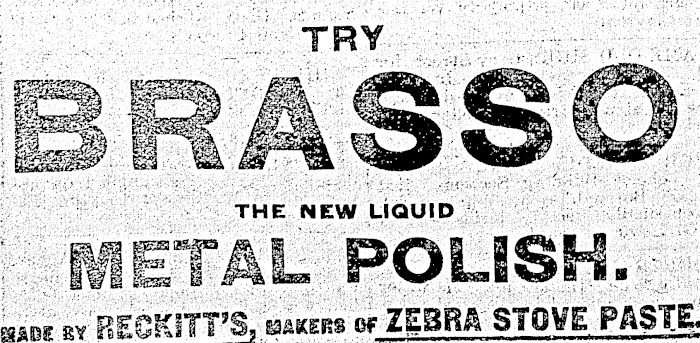 TRY
BRASSO
THE NEW LIQUID
METAL POLISH.
MADE BY RECKITT'S, MAKERS OF ZEBRA STOVE PASTE.